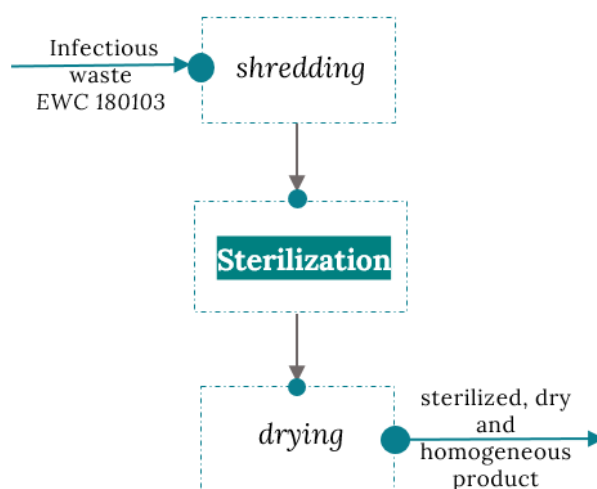 Infectious
waste
EWC 180103
shredding
Sterilization
drying
sterilized, dry
and
homogeneous
product